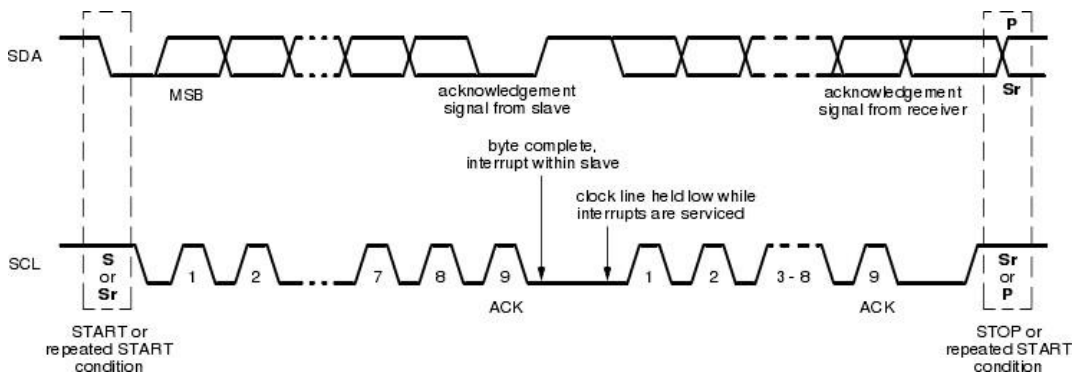 P
SDA
MSB
acknowledgement
signal from slave
acknowledgement
signal from receiver
Sr
byte complete,
interrupt within slave
clock line held low while
interrupts are serviced
SCL
S
or
Sr
1
2
7
8
9
1
2
3 - 8
9
Sr
or
P
ACK
ACK
START or
repeated START
condition
STOP or
repeated START
condition